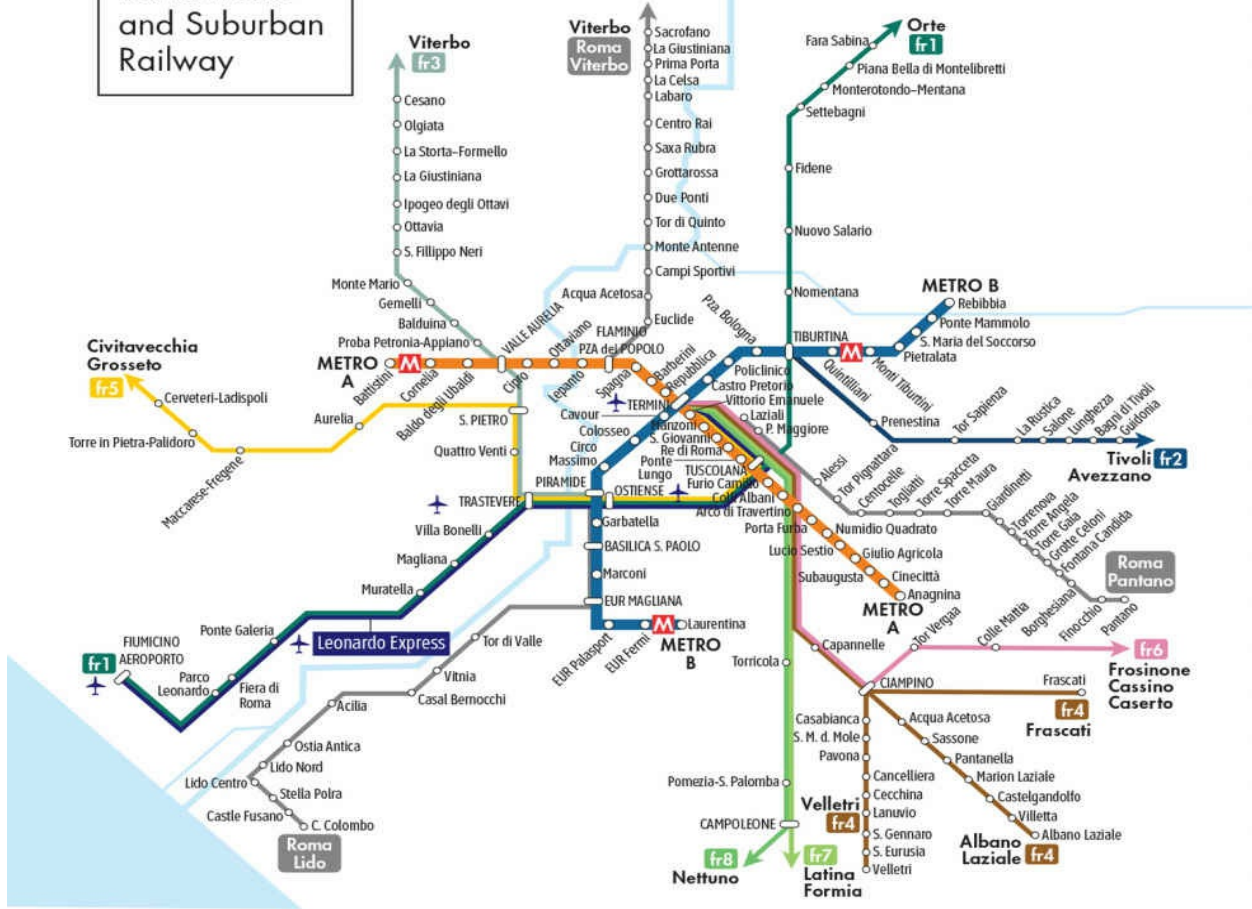 and Suburban
Railway
Viterbo
fr3
Cesano
Olgiata
La Storta–Formello
La Giustiniana
Ipogeo degli Ottavi
Ottavia
S. Fillippo Neri
Monte Mario
Gemelli
Balduina
Proba Petronia-Appiano
Viterbo
Roma
Viterbo
Sacrofano
La Giustiniana
Prima Porta
La Celsa
Labaro
Centro Rai
Saxa Rubra
Grottarossa
Due Ponti
Tor di Quinto
Monte Antenne
Campi Sportivi
Acqua Acetosa
Euclide
FLAMINIO
PZA del POPOLO
Orte
fr1
Fara Sabina
Piana Bella di Montelibretti
Monterotondo–Mentana
Settebagni
Fidene
Nuovo Salario
Nomentana
TIBURTINA
METRO B
Rebibbia
Ponte Mammolo
S. Maria del Soccorso
Pietralata
M
Monti Tiburtini
Quintiliani
Pza. Bologna
Policlinico
Castro Pretorio
TERMINI
Cavour
Colosseo
Circo
Massimo
PIRAMIDE
Garbatella
BASILICA S. PAOLO
Marconi
EUR MAGLIANA
EUR Palasport
EUR Fermi
M
Laurentina
METRO
B
METRO
A
M
Battistini
Cornelia
Baldo degli Ubaldi
VALLE AURELIA
Cipro
Ottaviano
Lepanto
Spagna
Barberini
Repubblica
Vittorio Emanuele
Manzoni
S. Giovanni
Re di Roma
Ponte
Lungo
TUSCOLANA
Furio Camillo
Colli Albani
Arco di Travertino
Porta Furba
Numidio Quadrato
Lucio Sestio
Giulio Agricola
Subaugusta
Cinecittà
Anagnina
METRO
A
Civitavecchia
Grosseto
fr5
Cerveteri-Ladispoli
Torre in Pietra-Palidoro
Maccarese-Fregene
Aurelia
S. PIETRO
Quattro Venti
TRASTEVERE
OSTIENSE
Villa Bonelli
Magliana
Muratella
Ponte Galeria
Leonardo Express
FIUMICINO
AEROPORTO
fr1
Parco
Leonardo
Fiera di
Roma
Tor di Valle
Vitnia
Casal Bernocchi
Acilia
Ostia Antica
Lido Nord
Lido Centro
Stella Polra
Castle Fusano
C. Colombo
Roma
Lido
Prenestina
Tor Sapienza
La Rustica
Salone
Lunghezza
Bagni di Tivoli
Guidonia
Tivoli
fr2
Avezzano
Laziali
P. Maggiore
Alessi
Tor Pignattara
Centocelle
Togliatti
Torre Spacceta
Torre Maura
Giardinetti
Torrenova
Torre Angela
Torre Gaia
Grotte Celoni
Fontana Candida
Borghesiana
Finocchio
Pantano
Roma
Pantano
Capannelle
Tor Vergaa
Colle Mattia
fr6
Frosinone
Cassino
Caserto
CIAMPINO
Frascati
fr4
Frascati
Acqua Acetosa
Sassone
Pantanella
Marion Laziale
Castelgandolfo
Villetta
Albano Laziale
Albano
Laziale
fr4
Casabianca
S. M. d. Mole
Pavona
Cancelliera
Cecchina
Lanuvio
S. Gennaro
S. Eurusia
Velletri
Velletri
fr4
Torricola
Pomezia-S. Palomba
CAMPOLEONE
fr8
Nettuno
fr7
Latina
Formia